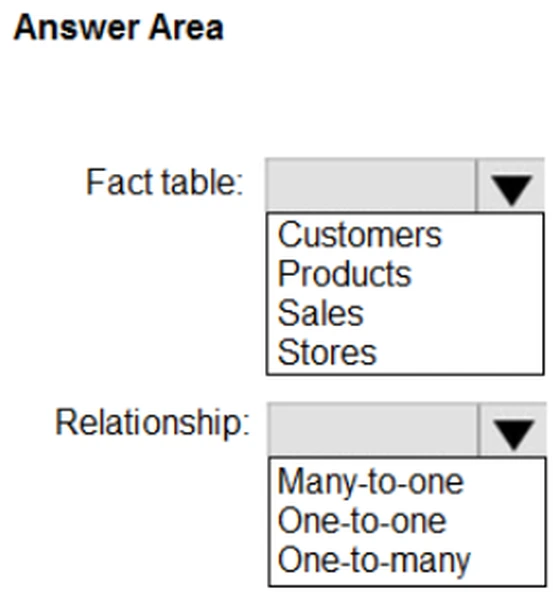 Answer Area
Fact table:
Customers
Products
Sales
Stores
Relationship:
Many-to-one
One-to-one
One-to-many